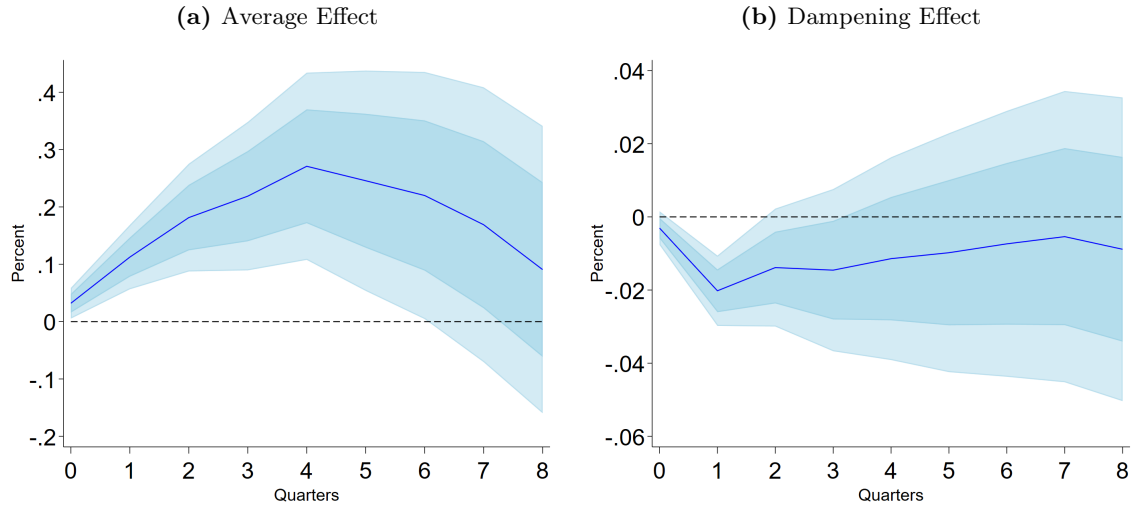 (a) Average Effect
.4
.3
.2
.1
0
-.1
-.2
Percent
0 1 2 3 4 5 6 7 8
Quarters
(b) Dampening Effect
.04
.02
0
-.02
-.04
-.06
Percent
0 1 2 3 4 5 6 7 8
Quarters